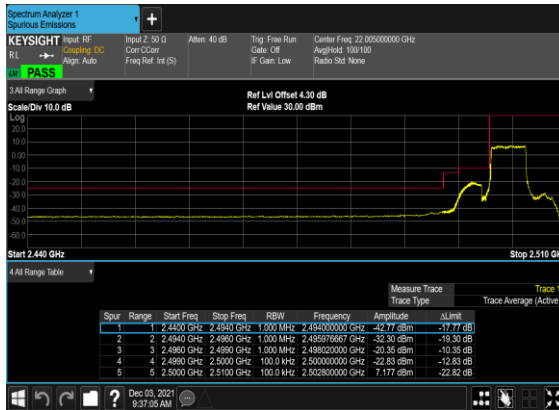 Spectrum Analyzer 1
Spurious Emissions
KEYSIGHT
RL
Input: RF
Coupling: DC
Align: Auto
Input Z: 50 Ω
Corr CCorr
Freq Ref: Int (S)
Atten: 40 dB
Trig: Free Run
Gate: Off
IF Gain: Low
Center Freq: 22.005000000 GHz
Avg|Hold: 100/100
Radio Std: None
PASS
3 All Range Graph
Scale/Div 10.0 dB
Ref Lvl Offset 4.30 dB
Ref Value 30.00 dBm
Log
20.0
10.0
0.00
-10.0
-20.0
-30.0
-40.0
-50.0
-60.0
Start 2.440 GHz
Stop 2.510 GH
4 All Range Table
Measure Trace Trace 1
Trace Type Trace Average (Active
Spur Range Start Freq Stop Freq RBW Frequency Amplitude ΔLimit
1 1 2.4400 GHz 2.4940 GHz 1.000 MHz 2.494000000 GHz -42.77 dBm -17.77 dB
2 2 2.4940 GHz 2.4960 GHz 1.000 MHz 2.495976667 GHz -32.30 dBm -19.30 dB
3 3 2.4960 GHz 2.4990 GHz 1.000 MHz 2.498020000 GHz -20.35 dBm -10.35 dB
4 4 2.4990 GHz 2.5000 GHz 100.0 kHz 2.500000000 GHz -22.83 dBm -12.83 dB
5 5 2.5000 GHz 2.5100 GHz 100.0 kHz 2.502800000 GHz 7.177 dBm -22.82 dB
?
Dec 03, 2021
9:37:05 AM